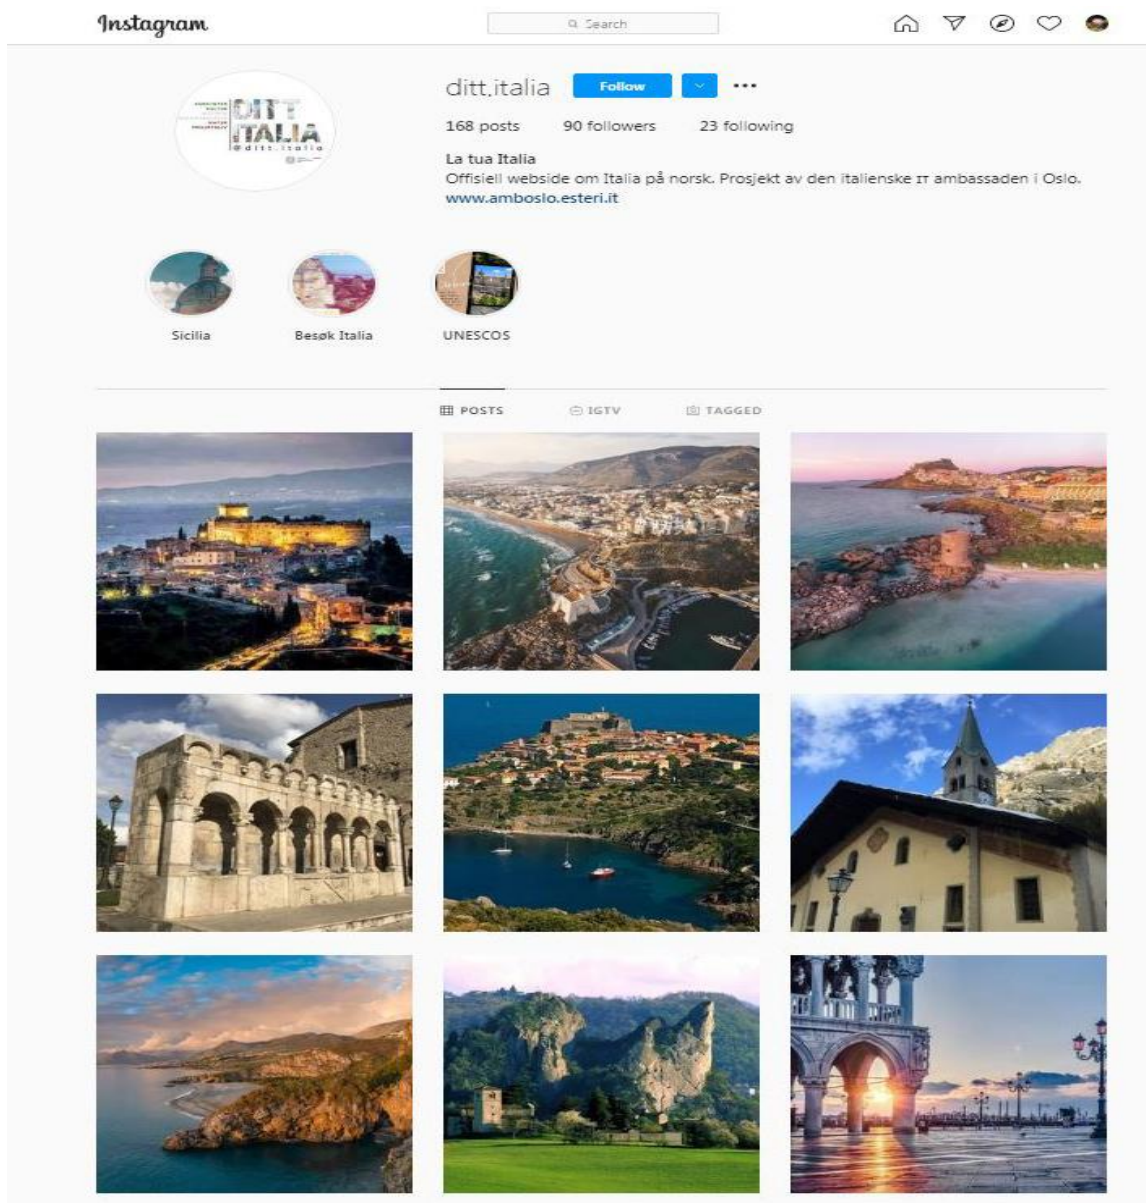 Instagram
Search
ditt.italia
Follow
168 posts
90 followers
23 following
La tua Italia
Offisiell webside om Italia på norsk. Prosjekt av den italienske IT ambassaden i Oslo.
www.amboslo.esteri.it
DITT
ITALIA
@ditt.italia
Sicilia
Besøk Italia
UNESCOS
POSTS
IGTV
TAGGED